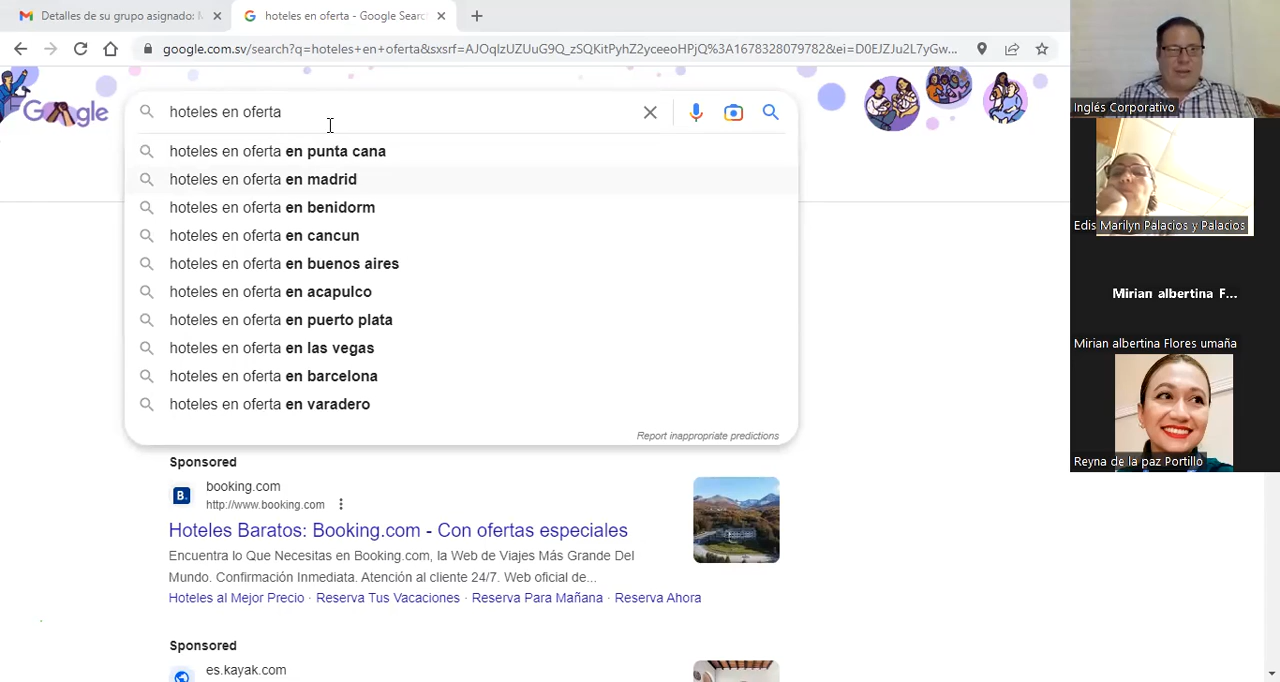 Detalles de su grupo asignado:
hoteles en oferta - Google Sear
google.com.sv/search?q=hoteles+en+oferta&sxsrf=AJOqlzUZUuG9Q_zSQKitPyhZ2yceeoHPjQ%3A1678328079782&ei=D0EJZJu2L7yGw...
Google
hoteles en oferta
hoteles en oferta en punta cana
hoteles en oferta en madrid
hoteles en oferta en benidorm
hoteles en oferta en cancun
hoteles en oferta en buenos aires
hoteles en oferta en acapulco
hoteles en oferta en puerto plata
hoteles en oferta en las vegas
hoteles en oferta en barcelona
hoteles en oferta en varadero
Report inappropriate predictions
Sponsored
B.
booking.com
http://www.booking.com
Hoteles Baratos: Booking.com - Con ofertas especiales
Encuentra lo Que Necesitas en Booking.com, la Web de Viajes Más Grande Del
Mundo. Confirmación Inmediata. Atención al cliente 24/7. Web oficial de...
Hoteles al Mejor Precio · Reserva Tus Vacaciones · Reserva Para Mañana · Reserva Ahora
Sponsored
es.kayak.com
Inglés Corporativo
Edis Marilyn Palacios y Palacios
Mirian albertina F...
Mirian albertina Flores umaña
Reyna de la paz Portillo